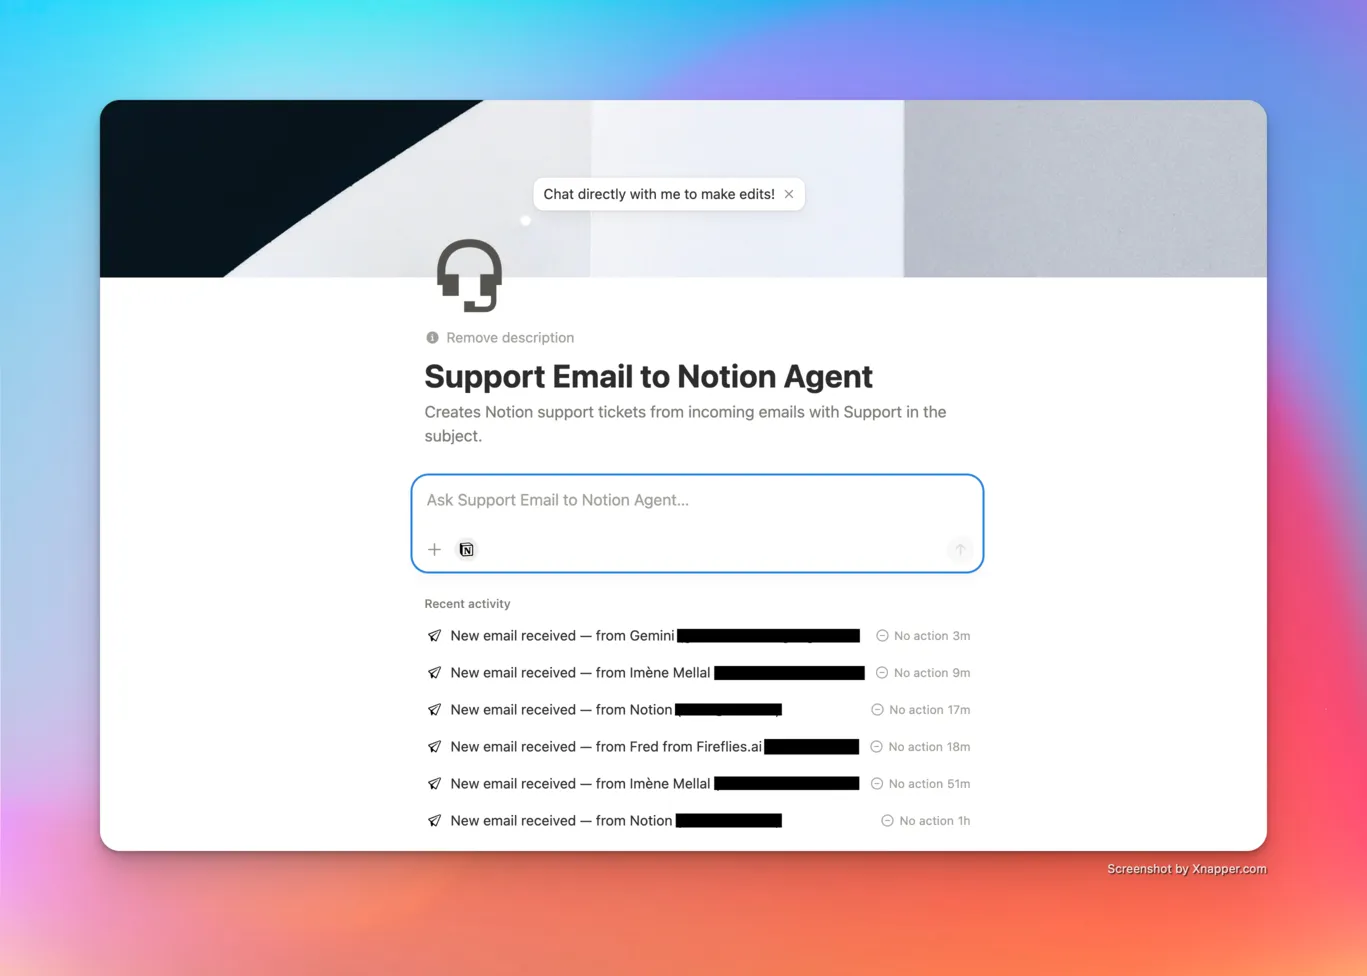 Chat directly with me to make edits!
Remove description
Support Email to Notion Agent
Creates Notion support tickets from incoming emails with Support in the
subject.
Ask Support Email to Notion Agent...
Recent activity
New email received — from Gemini No action 3m
New email received — from Imène Mellal No action 9m
New email received — from Notion No action 17m
New email received — from Fred from Fireflies.ai No action 18m
New email received — from Imène Mellal No action 51m
New email received — from Notion No action 1h
Screenshot by Xnapper.com